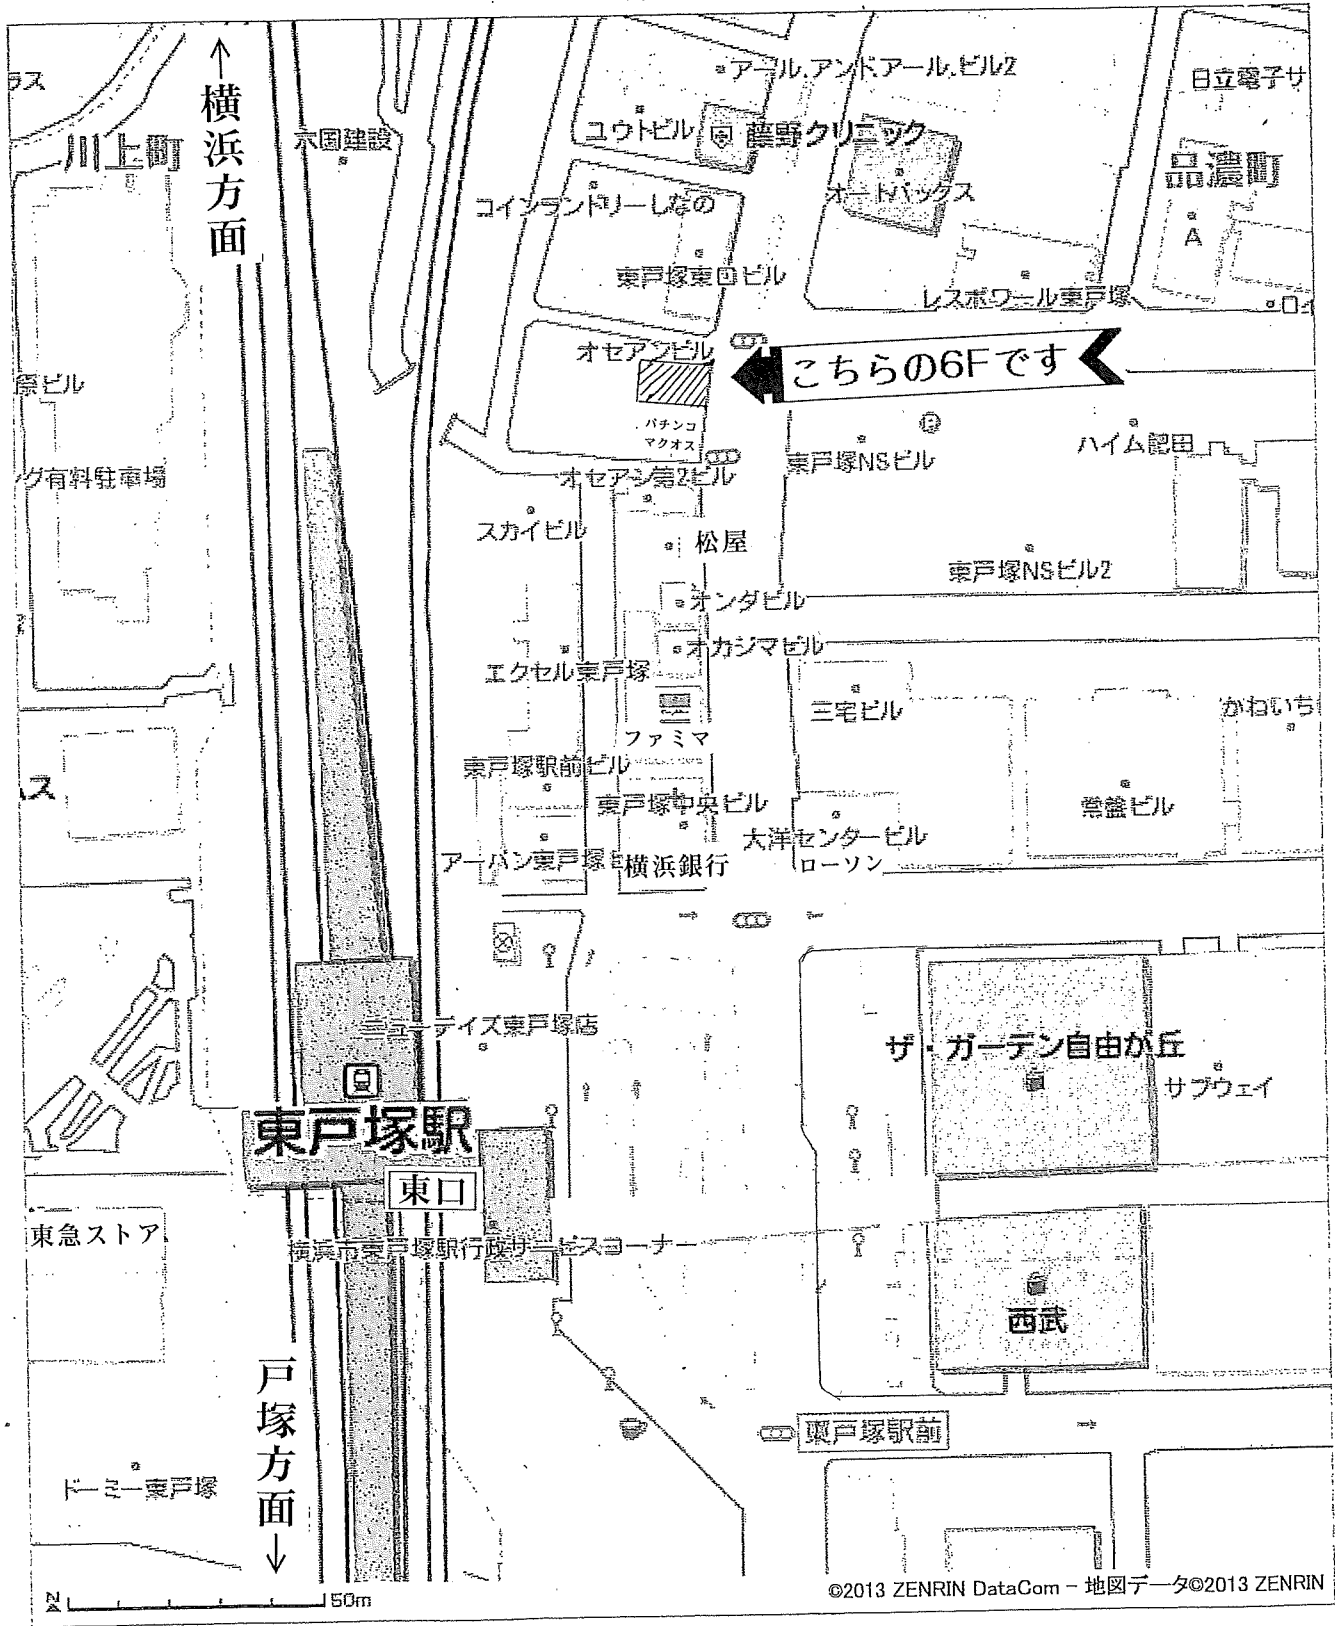 ラス
川上町
↑
横浜方面
六国建設
アール.アンド.アール.ビル2
日立電子サ
ユウトビル
藤野クリニック
品濃町
オートバックス
コインランドリーしなの
A
東戸塚東口ビル
レスポワール東戸塚
オセアンビル
こちらの6Fです
原ビル
パチンコ
マクオス
東戸塚NSビル
グ有料駐車場
オセアン第2ビル
スカイビル
松屋
東戸塚NSビル2
オンダビル
オカジマビル
エクセル東戸塚
三宅ビル
かねいち
ファミマ
東戸塚駅前ビル
東戸塚中央ビル
常盤ビル
大洋センタービル
アーバン東戸塚
横浜銀行
ローソン
ニューデイズ東戸塚店
ザ・ガーデン自由が丘
サブウェイ
東戸塚駅
東口
東急ストア
横浜市東戸塚駅行政サービスコーナー
西武
戸塚方面
↓
東戸塚駅前
ドーミー東戸塚
N
50m
©2013 ZENRIN DataCom - 地図データ©2013 ZENRIN